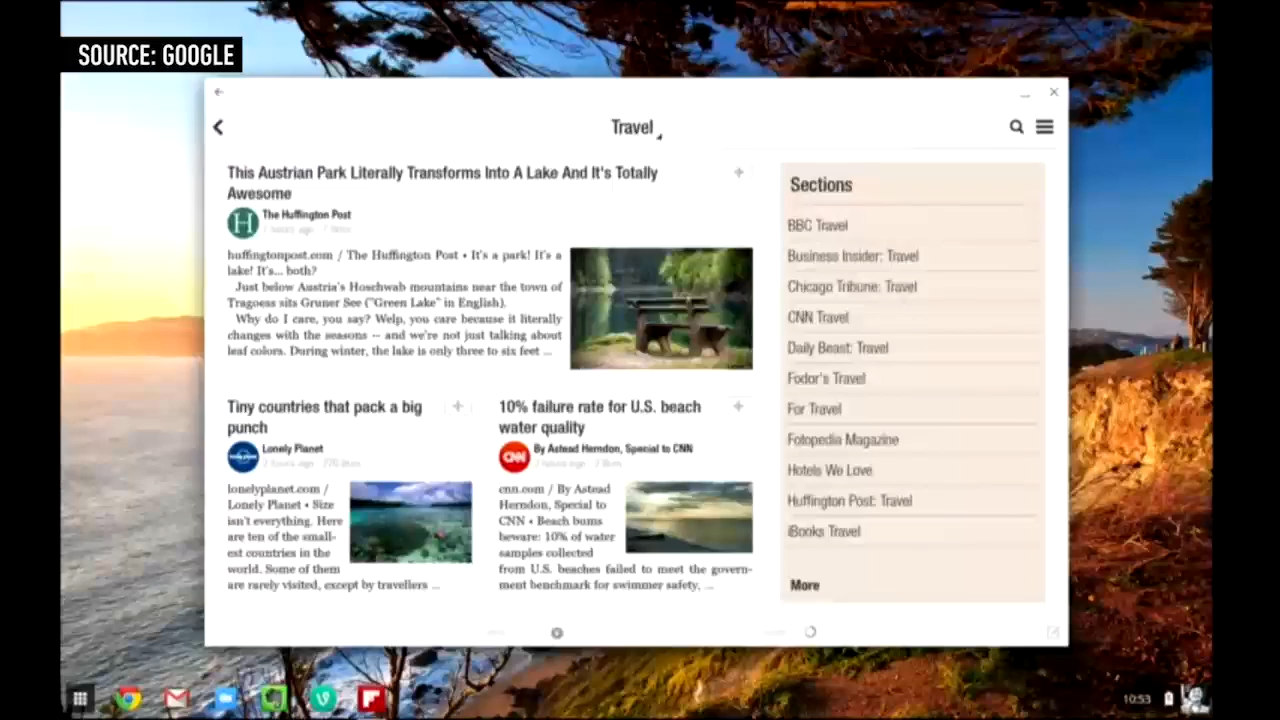 SOURCE: GOOGLE
Travel
This Austrian Park Literally Transforms Into A Lake And It's Totally
Awesome
H
The Huffington Post
huffingtonpost.com / The Huffington Post • It's a park! It's a
lake! It's... both?
Just below Austria's Hoschwab mountains near the town of
Tragoess sits Gruner See ("Green Lake" in English).
Why do I care, you say? Welp, you care because it literally
changes with the seasons -- and we're not just talking about
leaf colors. During winter, the lake is only three to six feet ...
Tiny countries that pack a big
punch
Lonely Planet
lonelyplanet.com /
Lonely Planet • Size
isn't everything. Here
are ten of the small-
est countries in the
world. Some of them
are rarely visited, except by travellers ...
10% failure rate for U.S. beach
water quality
CNN
By Astead Herndon, Special to CNN
cnn.com / By Astead
Herndon, Special to
CNN • Beach bums
beware: 10% of water
samples collected
from U.S. beaches failed to meet the govern-
ment benchmark for swimmer safety, ...
Sections
BBC Travel
Business Insider: Travel
Chicago Tribune: Travel
CNN Travel
Daily Beast: Travel
Fodor's Travel
For Travel
Fotopedia Magazine
Hotels We Love
Huffington Post: Travel
iBooks Travel
More
10:53